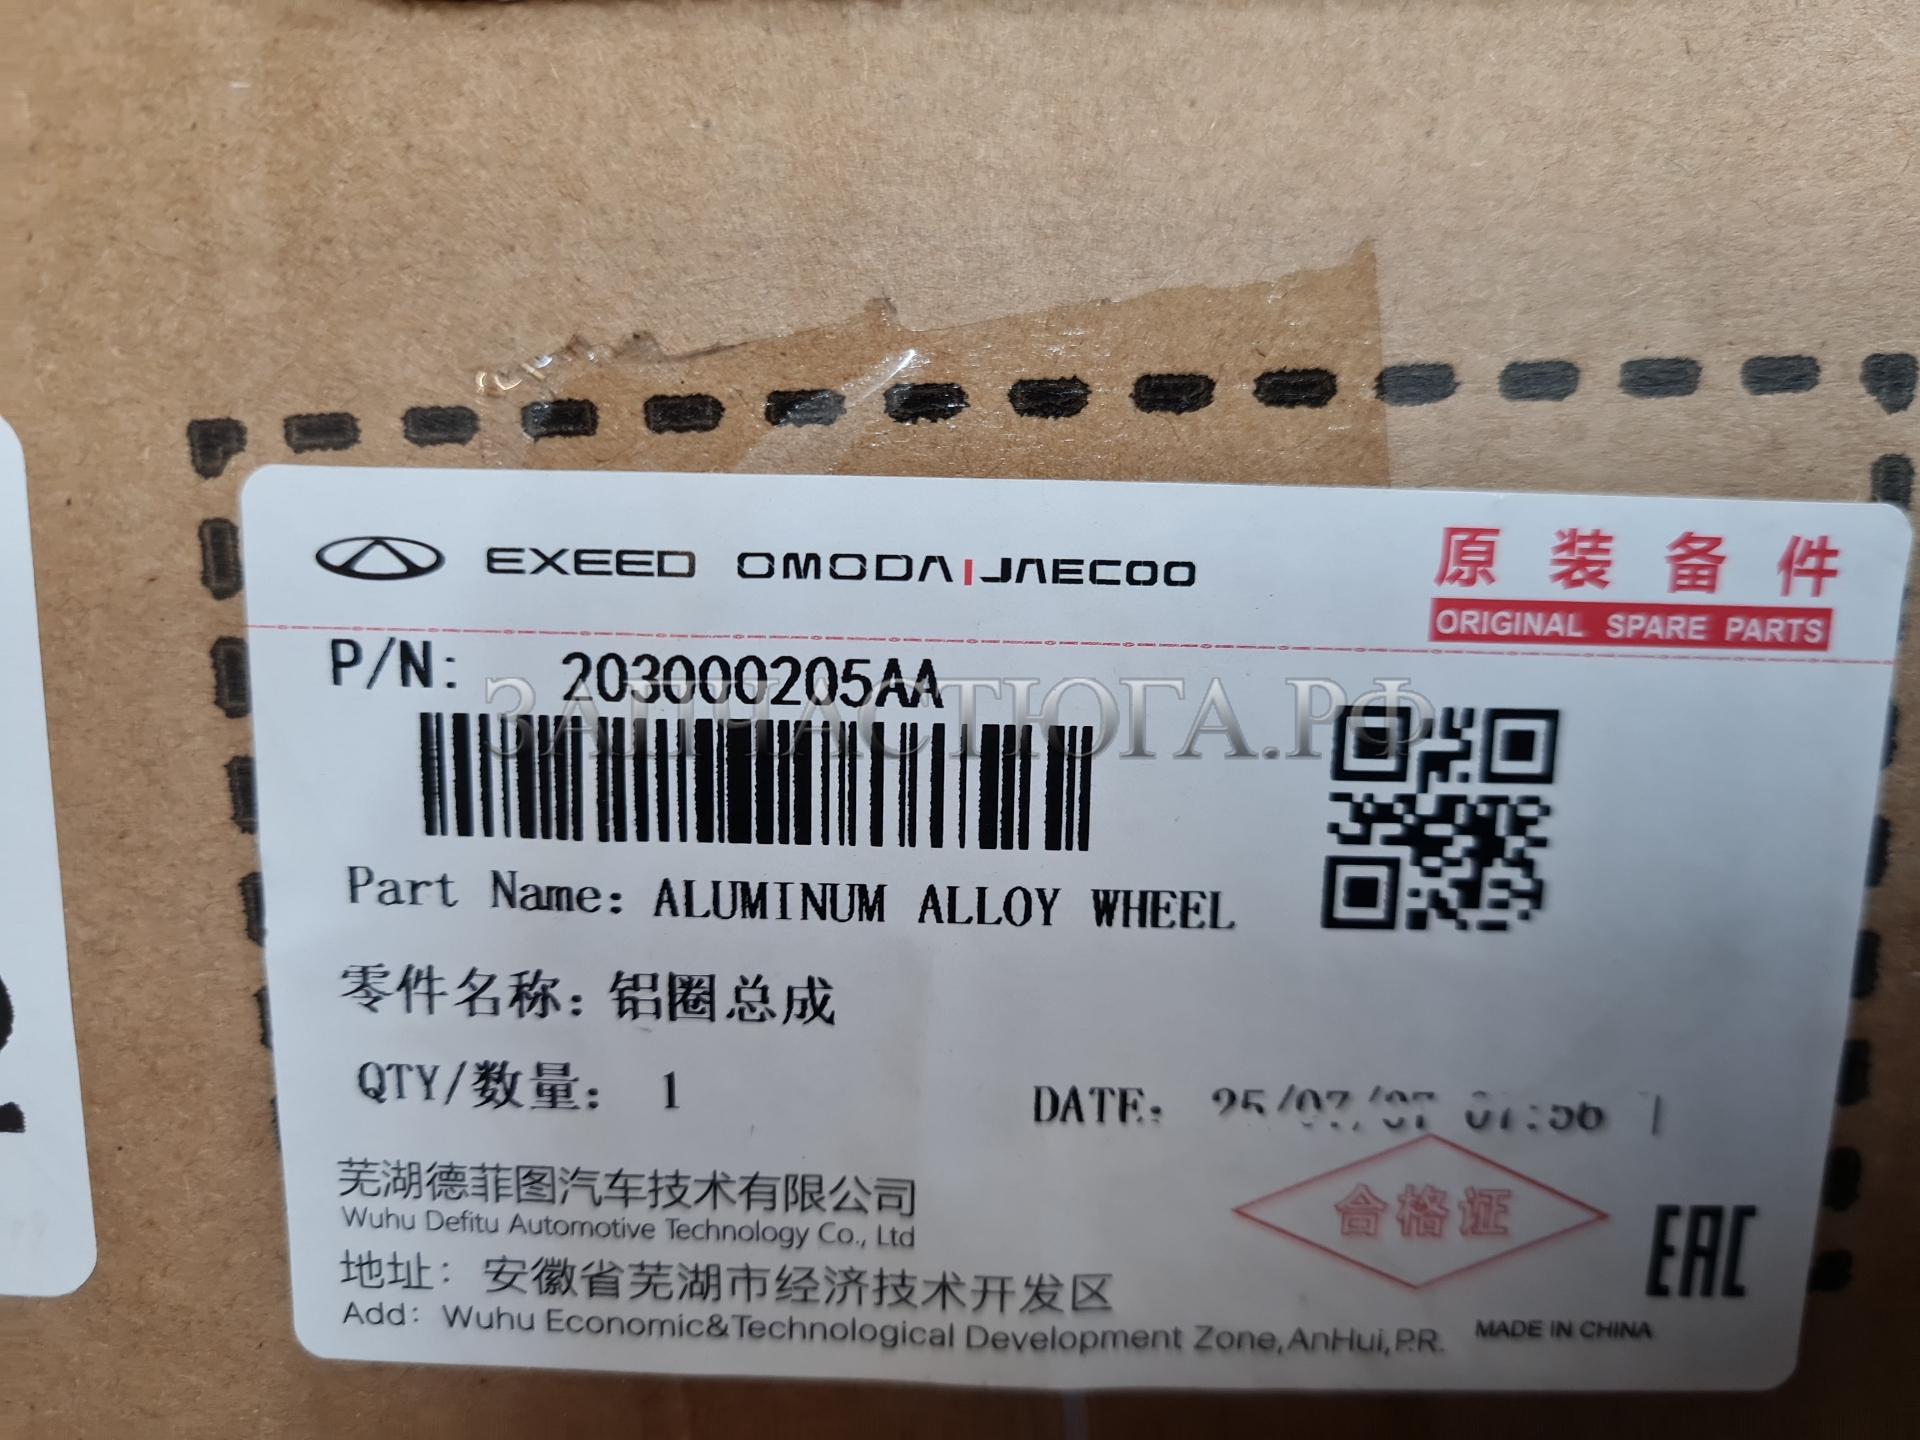 EXEED OMODA|JAECOO
原装备件
ORIGINAL SPARE PARTS
P/N: 203000205AA
ЗАПЧАСТЮГА.РФ
Part Name: ALUMINUM ALLOY WHEEL
零件名称: 铝圈总成
QTY/数量: 1
DATE: 25/07/07
芜湖德菲图汽车技术有限公司
Wuhu Defitu Automotive Technology Co., Ltd
合格证
EAC
地址: 安徽省芜湖市经济技术开发区
Add: Wuhu Economic&Technological Development Zone,AnHui,P.R.
MADE IN CHINA